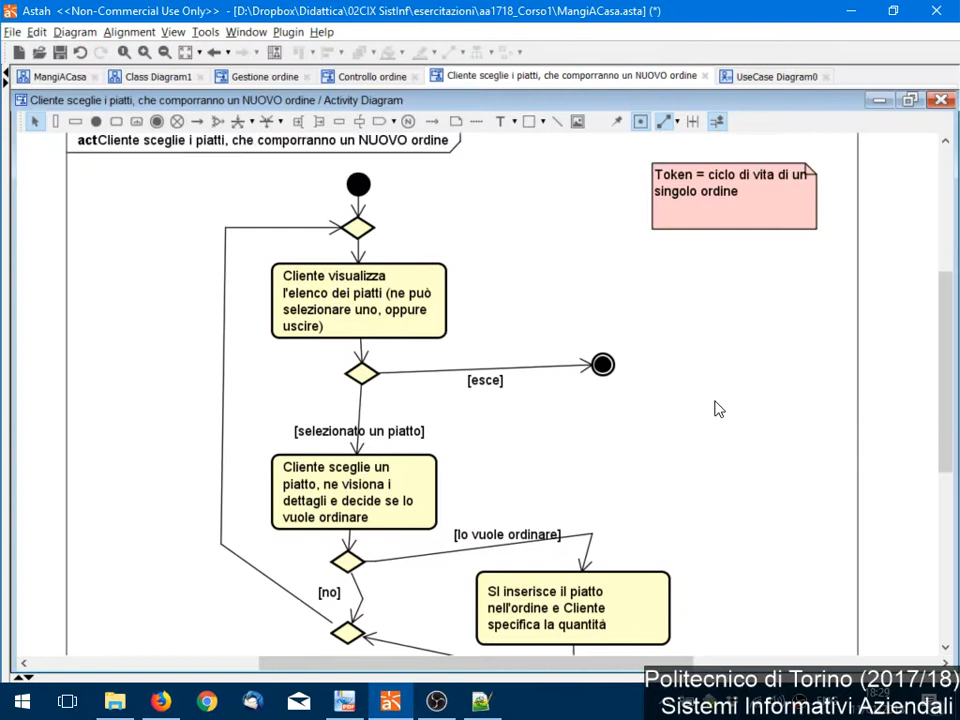 Astah <<Non-Commercial Use Only>> - [D:\Dropbox\Didattica\02CIX SistInf\esercitazioni\aa1718_Corso1\MangiACasa.asta] (*)
File Edit Diagram Alignment View Tools Window Plugin Help
MangiACasa Class Diagram1 Gestione ordine Controllo ordine Cliente sceglie i piatti, che comporranno un NUOVO ordine UseCase Diagram0
Cliente sceglie i piatti, che comporranno un NUOVO ordine / Activity Diagram
actCliente sceglie i piatti, che comporranno un NUOVO ordine
Token = ciclo di vita di un
singolo ordine
Cliente visualizza
l'elenco dei piatti (ne può
selezionare uno, oppure
uscire)
[esce]
[selezionato un piatto]
Cliente sceglie un
piatto, ne visiona i
dettagli e decide se lo
vuole ordinare
[lo vuole ordinare]
[no]
SI inserisce il piatto
nell'ordine e Cliente
specifica la quantità
Politecnico di Torino (2017/18)
18:29
Sistemi Informativi Aziendali